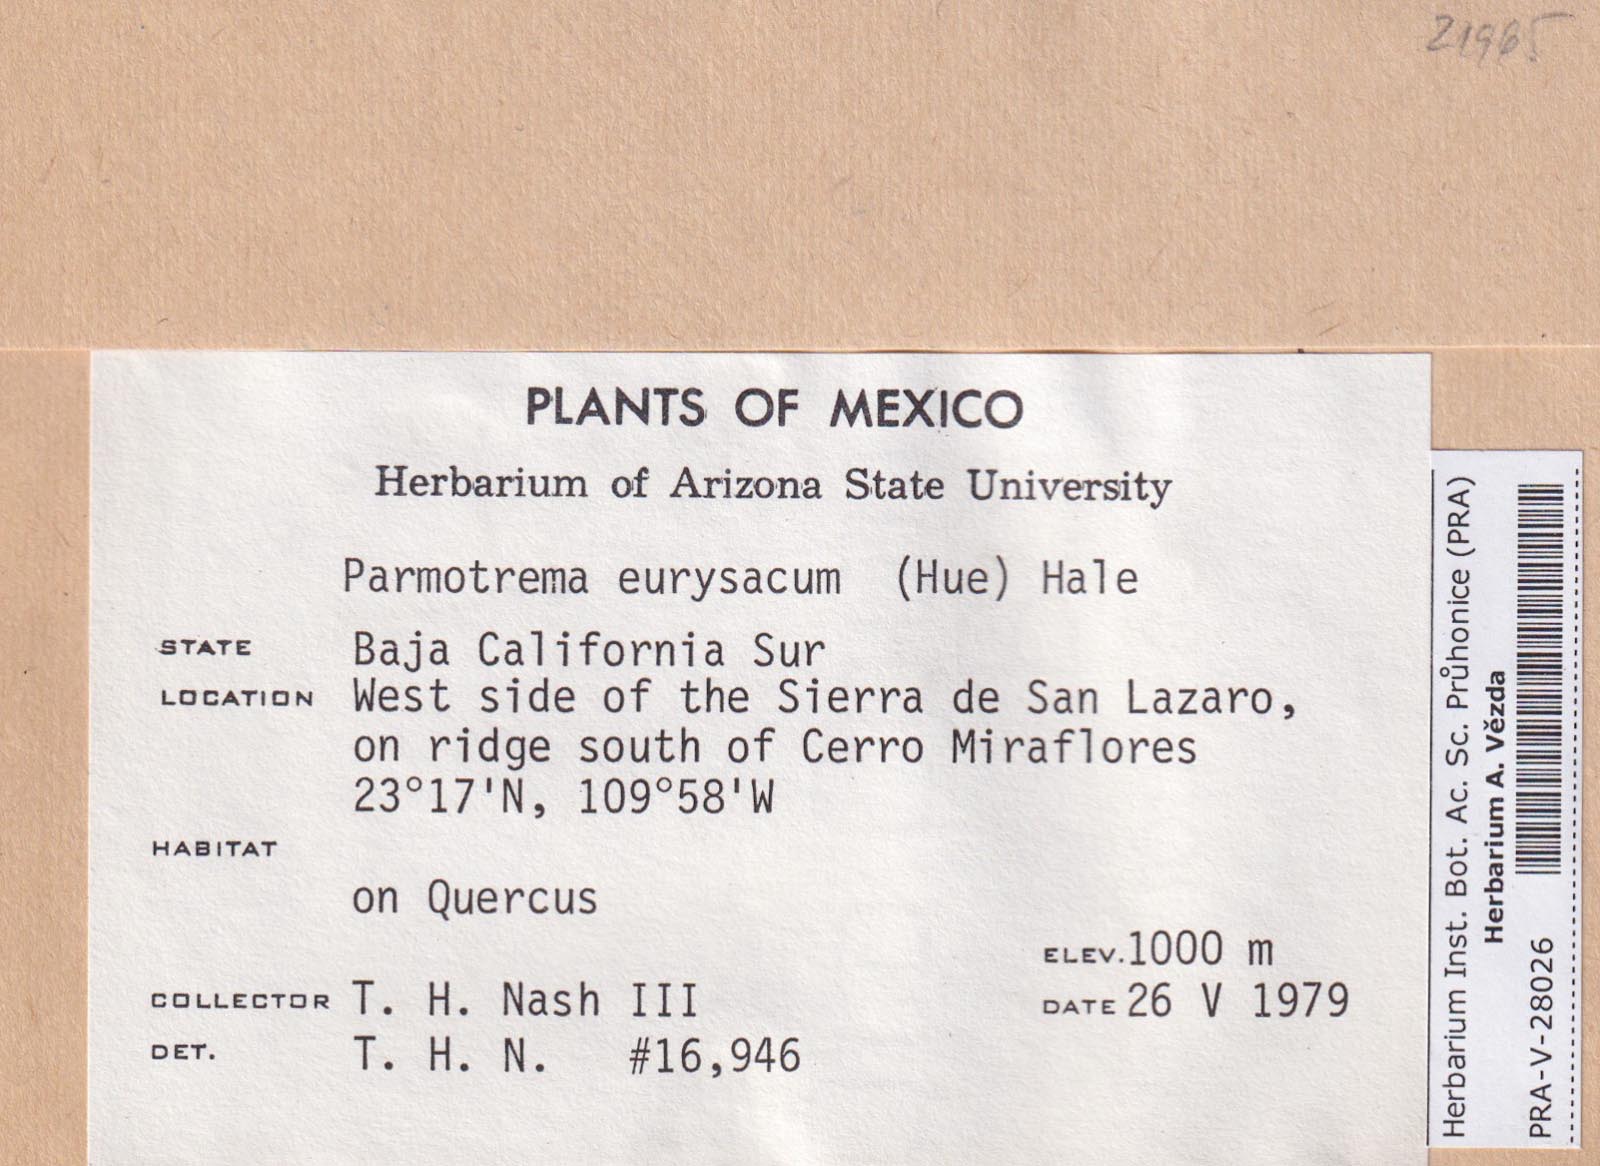 21965
PLANTS OF MEXICO
Herbarium of Arizona State University
Parmotrema eurysacum (Hue) Hale
STATE Baja California Sur
LOCATION West side of the Sierra de San Lazaro,
on ridge south of Cerro Miraflores
23°17'N, 109°58'W
HABITAT
on Quercus
ELEV. 1000 m
COLLECTOR T. H. Nash III DATE 26 V 1979
DET. T. H. N. #16,946
Herbarium Inst. Bot. Ac. Sc. Průhonice (PRA)
Herbarium A. Vězda
PRA-V-28026